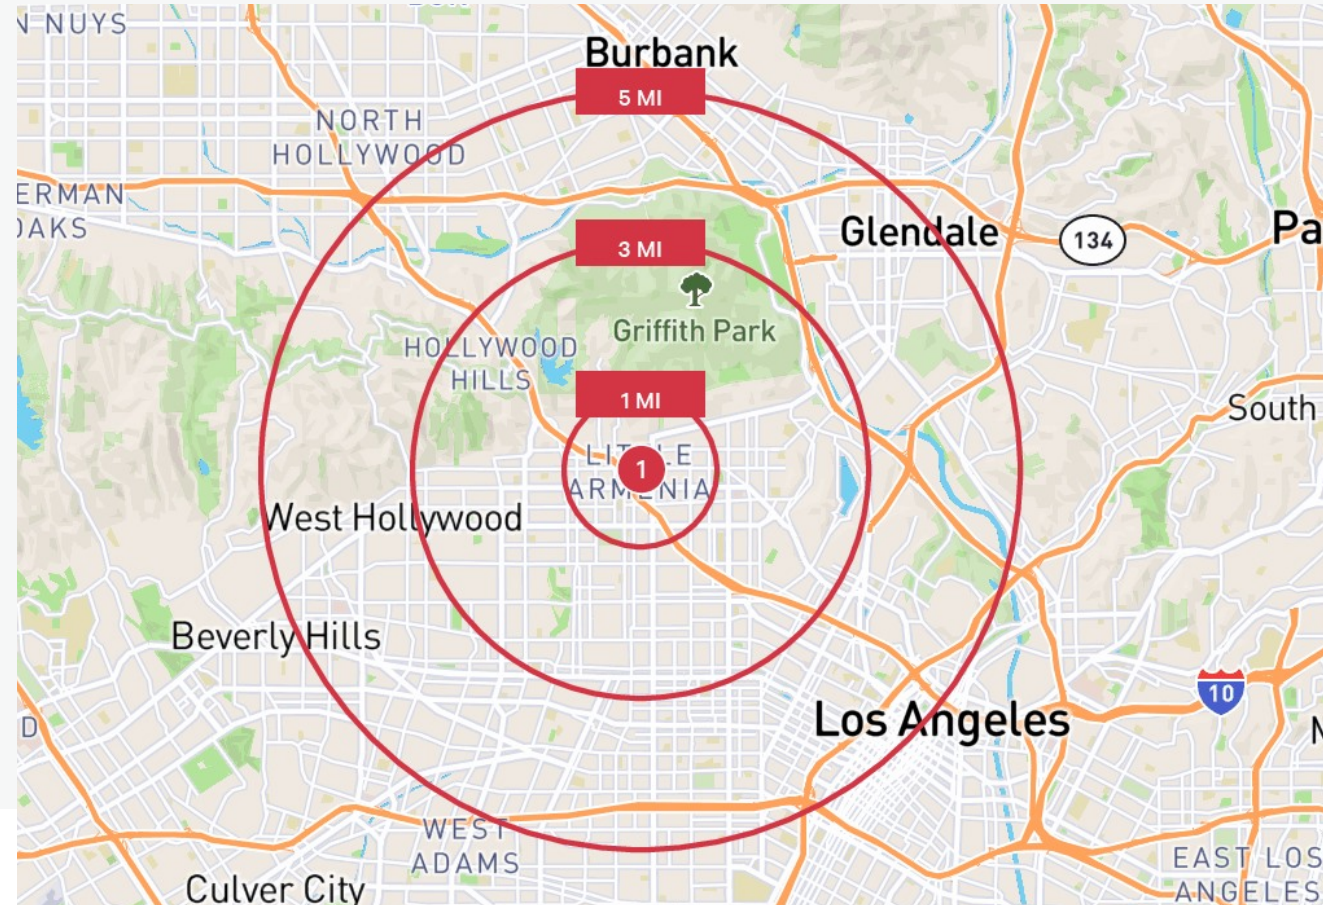 N NUYS
Burbank
5 MI
NORTH
HOLLYWOOD
ERMAN
OAKS
Glendale
134
Pa
3 MI
Griffith Park
HOLLYWOOD
HILLS
1 MI
South
LITTLE
ARMENIA
1
West Hollywood
Beverly Hills
10
Los Angeles
D
WEST
ADAMS
EAST LOS
ANGELES
Culver City